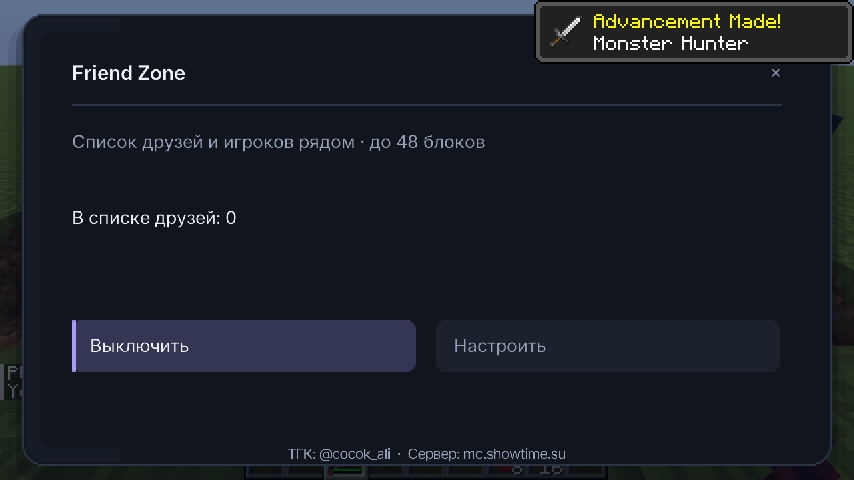 Advancement Made!
Monster Hunter
Friend Zone
×
Список друзей и игроков рядом · до 48 блоков
В списке друзей: 0
Выключить
Настроить
ТГК: @cocok_ali · Сервер: mc.showtime.su